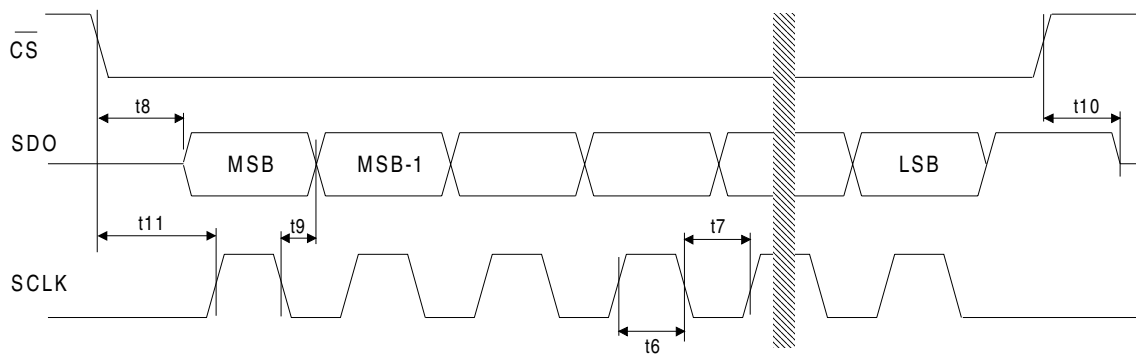 CS
t8
t10
SDO
MSB
MSB-1
LSB
t11
t9
t7
SCLK
t6